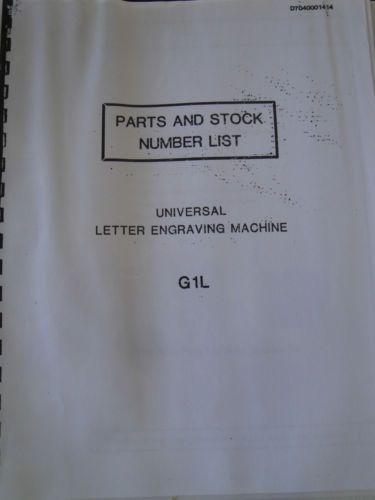 D7040001414
PARTS AND STOCK
NUMBER LIST
UNIVERSAL
LETTER ENGRAVING MACHINE
G1L